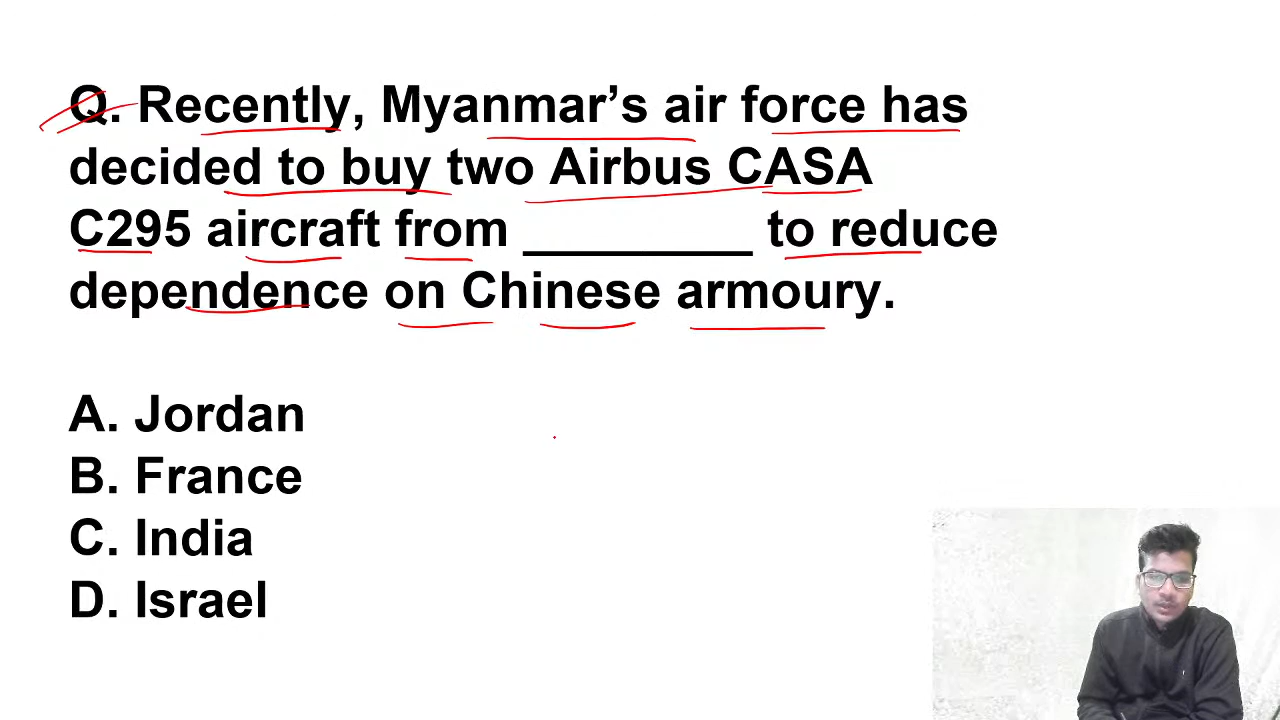 Q. Recently, Myanmar’s air force has
decided to buy two Airbus CASA
C295 aircraft from _________ to reduce
dependence on Chinese armoury.
A. Jordan
B. France
C. India
D. Israel